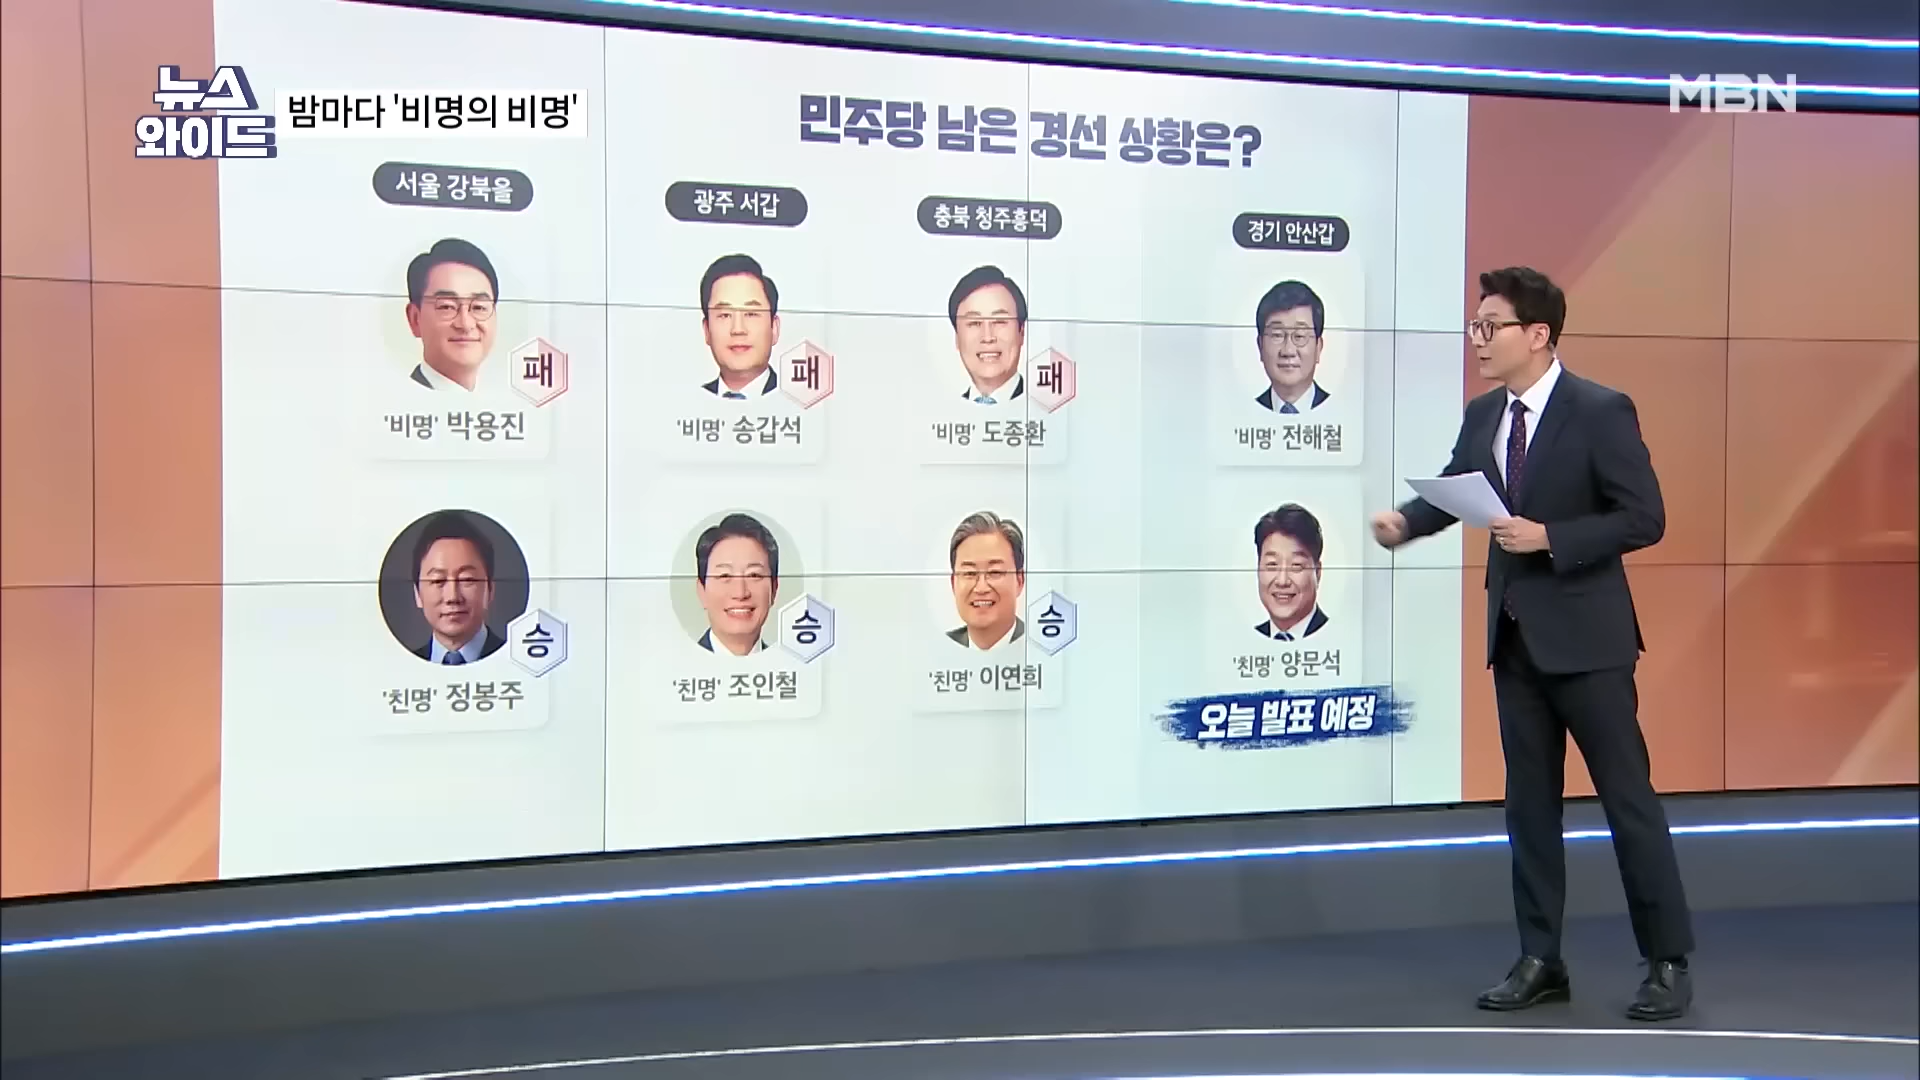 뉴스
와이드
밤마다 '비명의 비명'
MBN
민주당 남은 경선 상황은?
서울 강북을
광주 서갑
충북 청주흥덕
경기 안산갑
패
패
패
'비명' 박용진
'비명' 송갑석
'비명' 도종환
'비명' 전해철
승
승
승
'친명' 정봉주
'친명' 조인철
'친명' 이연희
'친명' 양문석
오늘 발표 예정